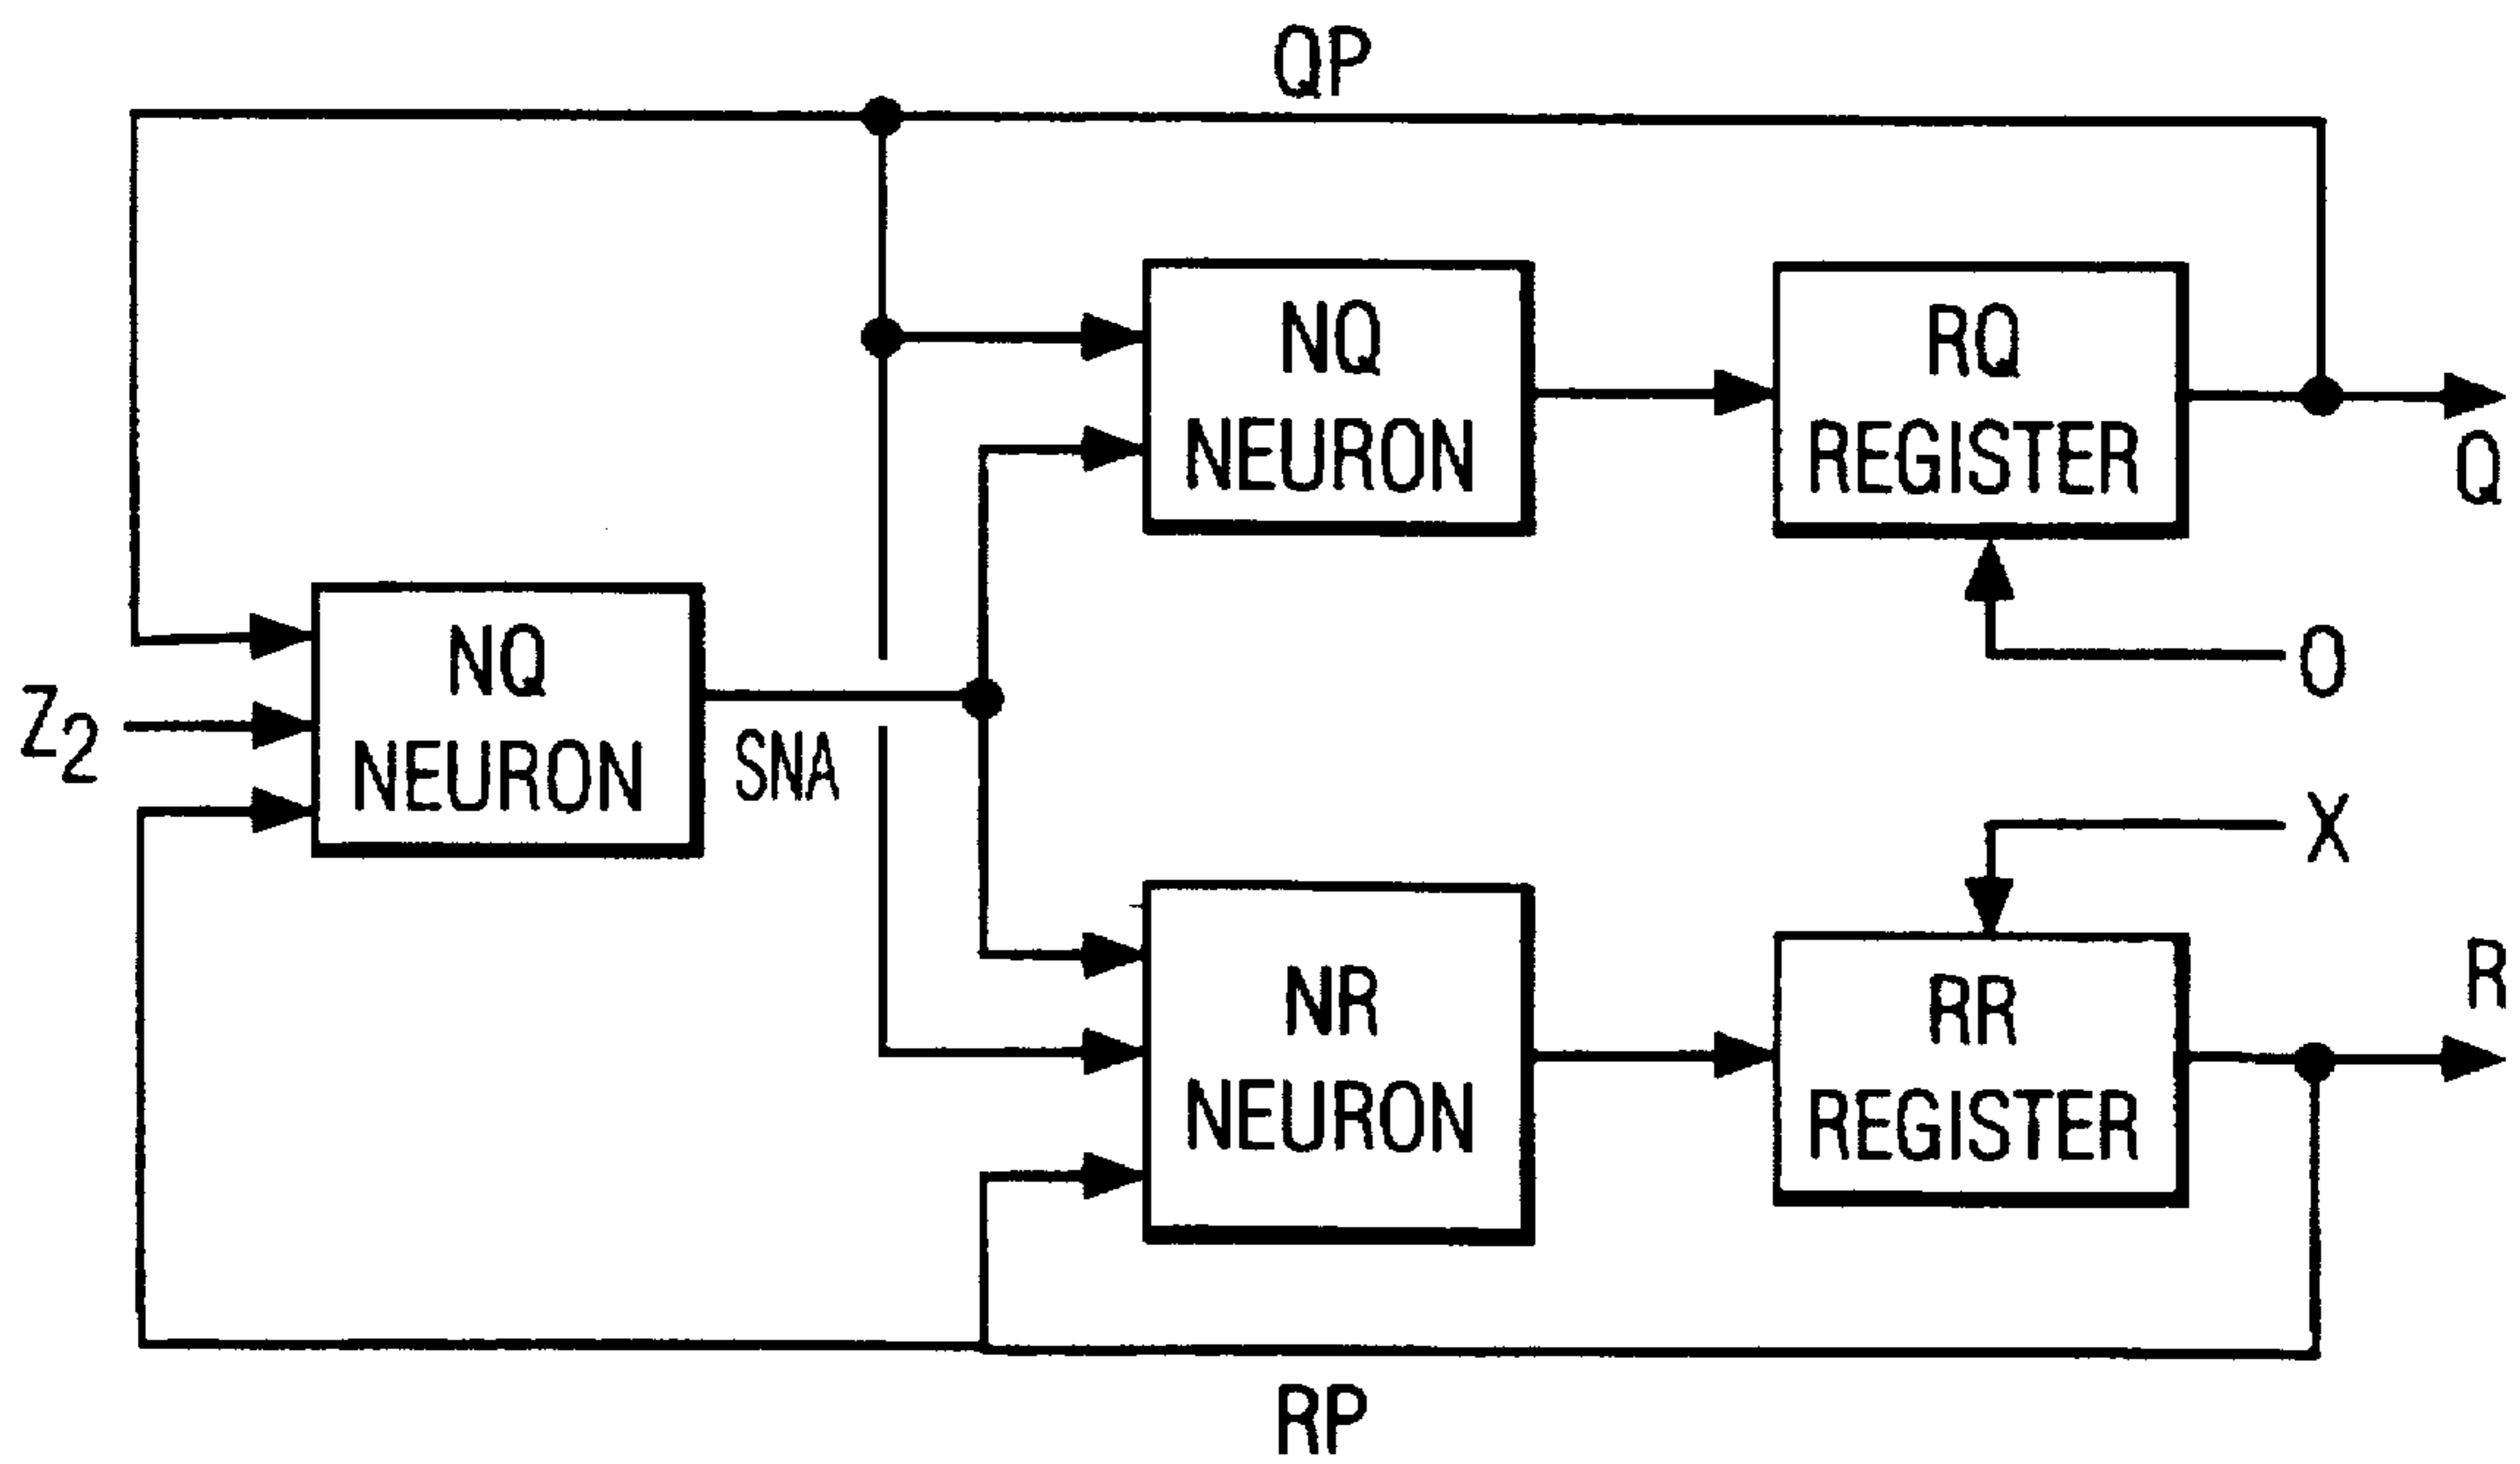 QP
NQ
NEURON
RQ
REGISTER
Q
O
NQ
NEURON
Z2
SNA
X
NR
NEURON
RR
REGISTER
R
RP